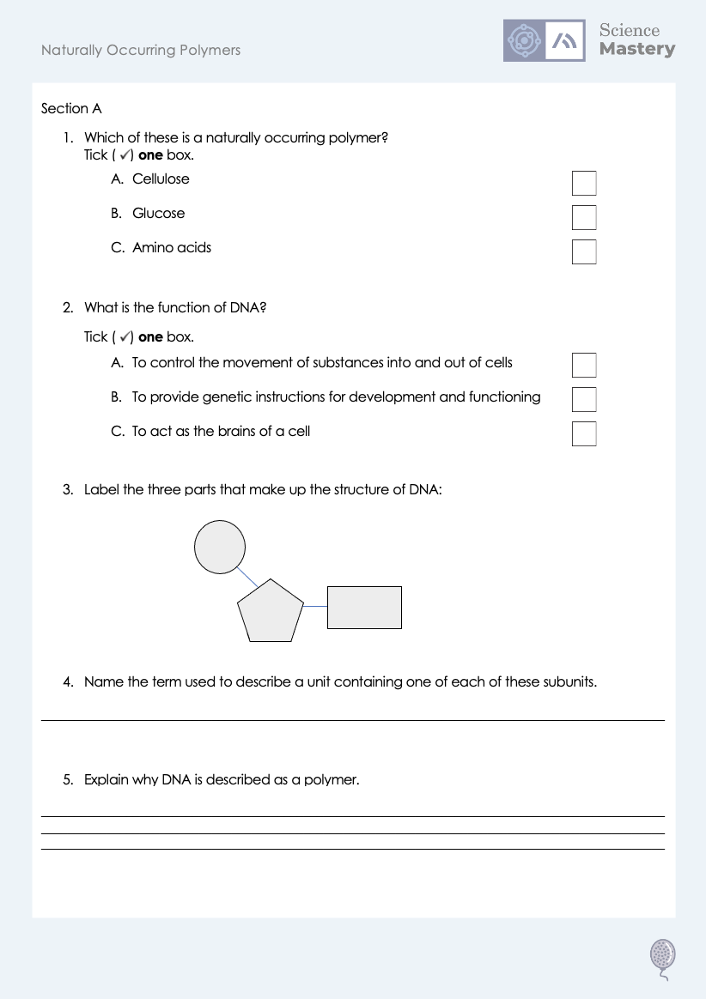 Naturally Occurring Polymers
Science
Mastery
Section A
1. Which of these is a naturally occurring polymer?
Tick ( ✓) one box.
A. Cellulose
B. Glucose
C. Amino acids
2. What is the function of DNA?
Tick ( ✓) one box.
A. To control the movement of substances into and out of cells
B. To provide genetic instructions for development and functioning
C. To act as the brains of a cell
3. Label the three parts that make up the structure of DNA:
4. Name the term used to describe a unit containing one of each of these subunits.
5. Explain why DNA is described as a polymer.